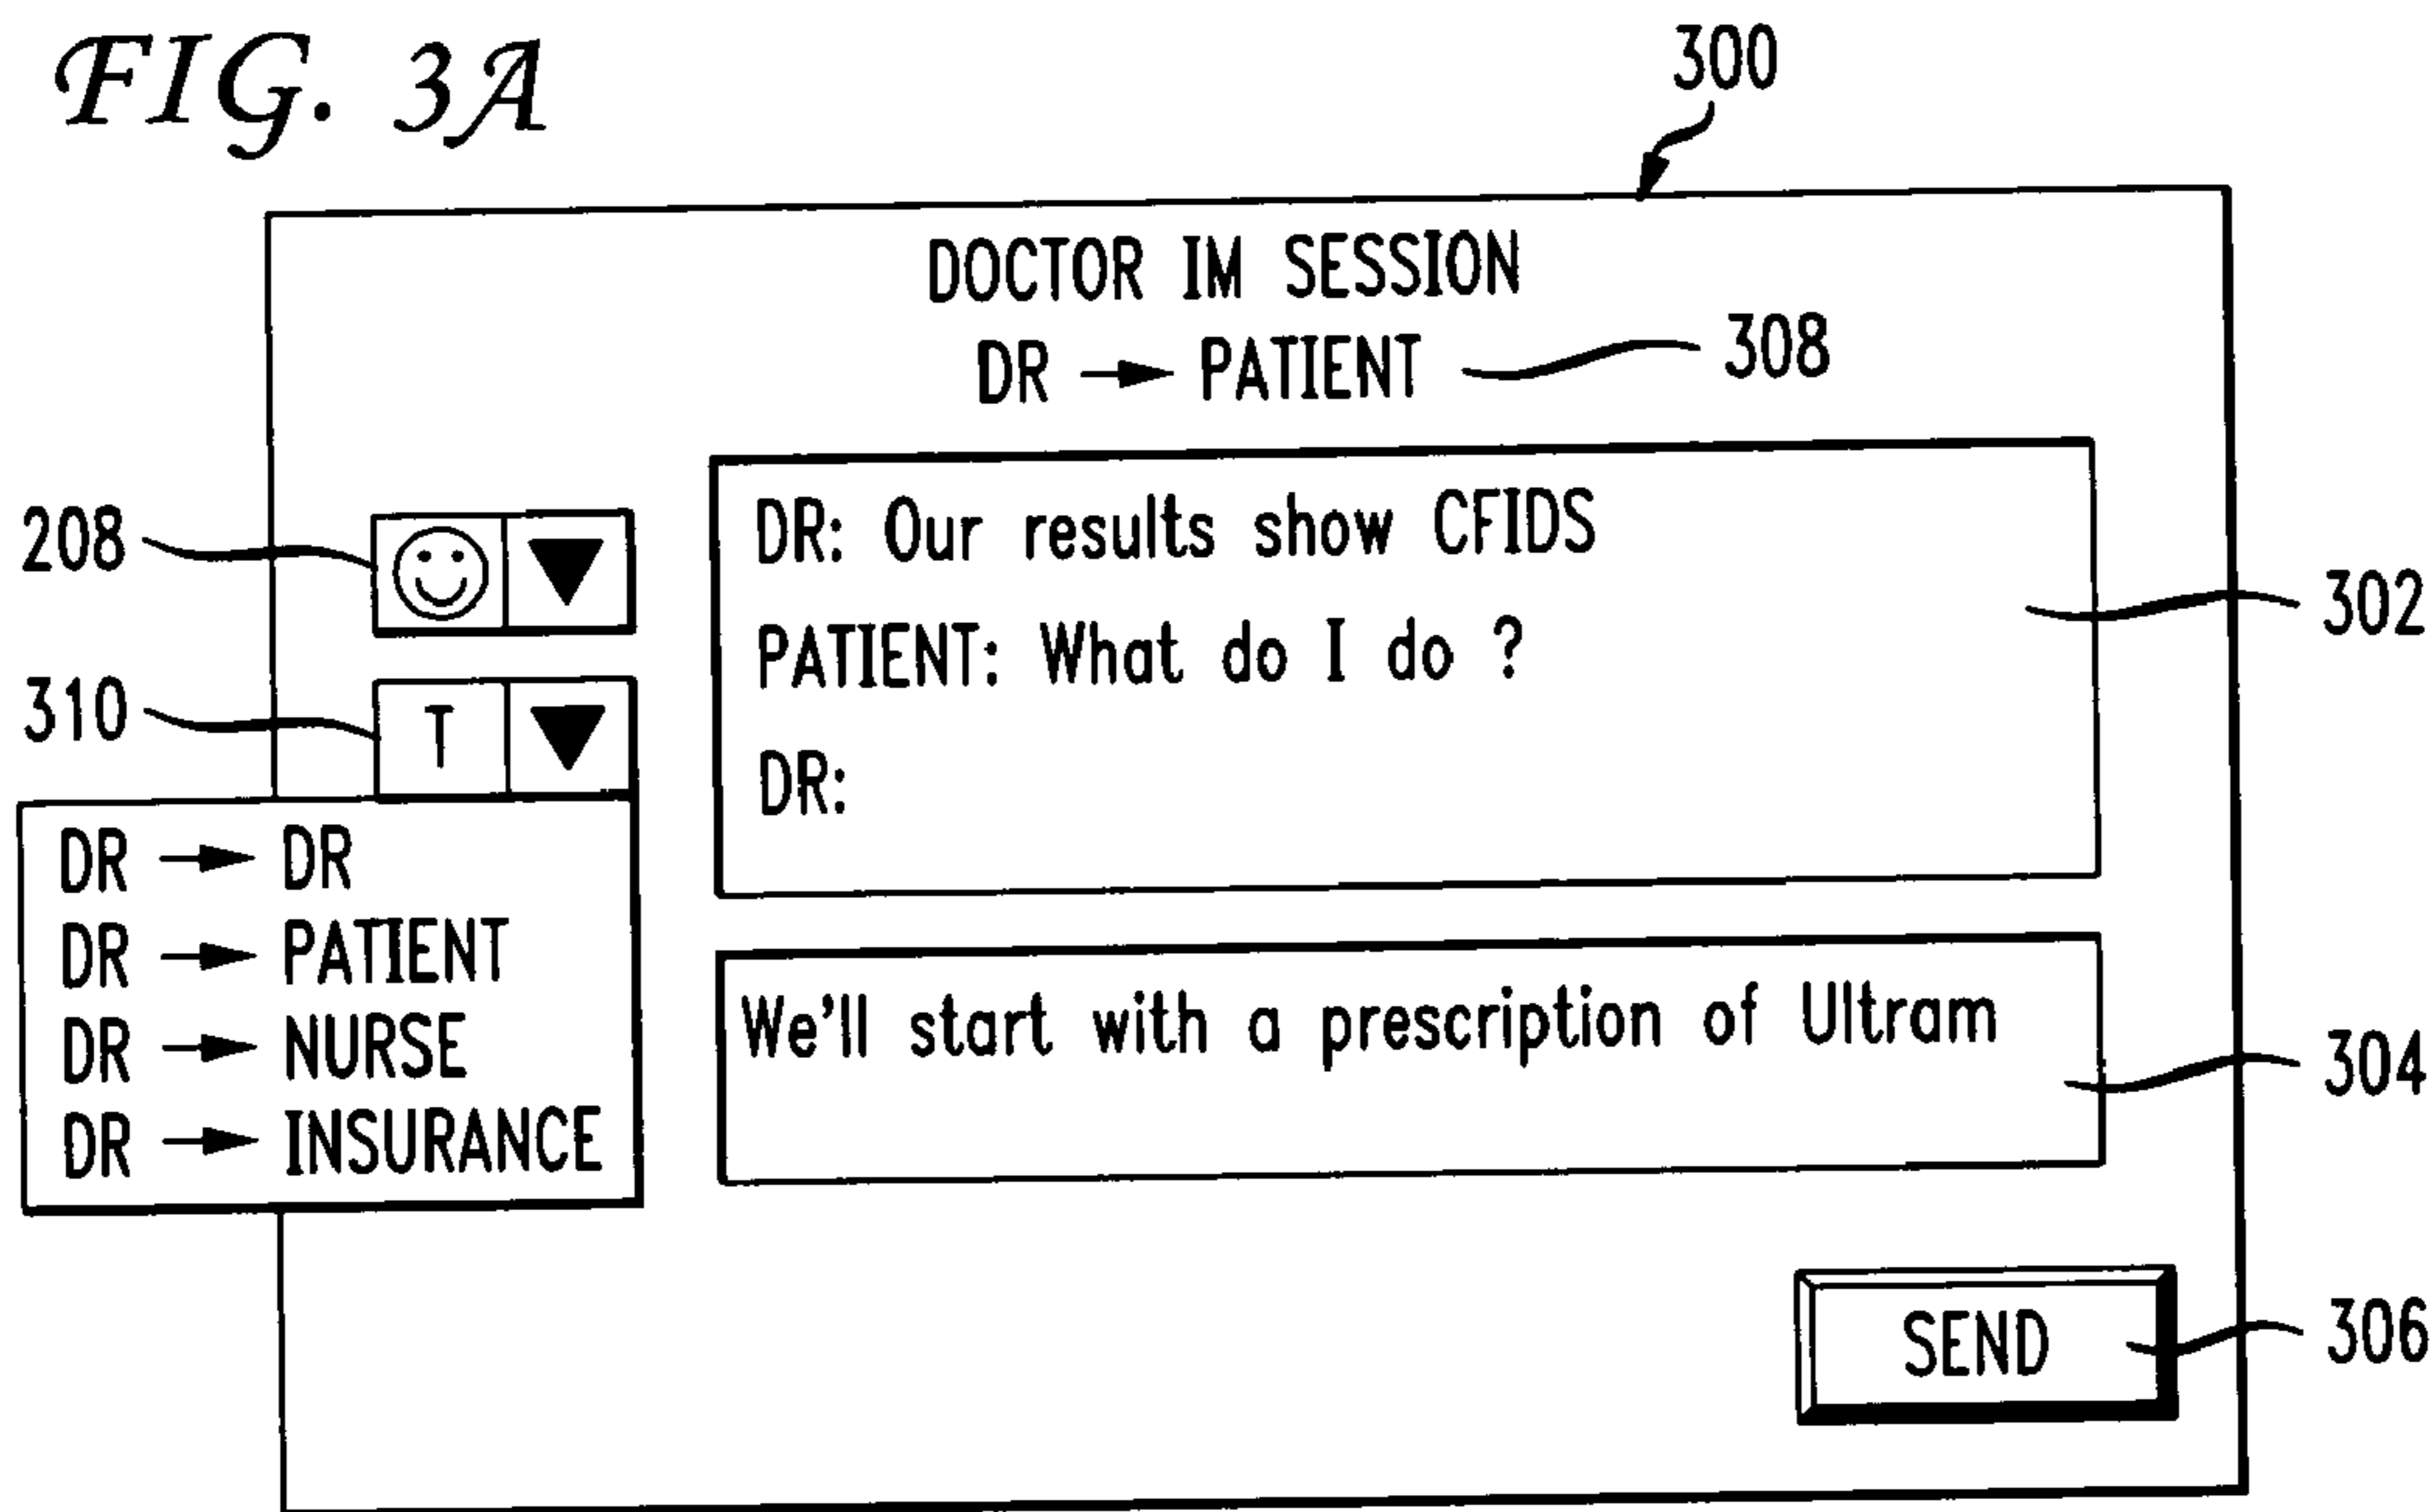 FIG. 3A
300
DOCTOR IM SESSION
DR → PATIENT
308
208
DR: Our results show CFIDS
302
PATIENT: What do I do ?
310
T
DR:
DR → DR
DR → PATIENT
DR → NURSE
DR → INSURANCE
We'll start with a prescription of Ultram
304
SEND
306